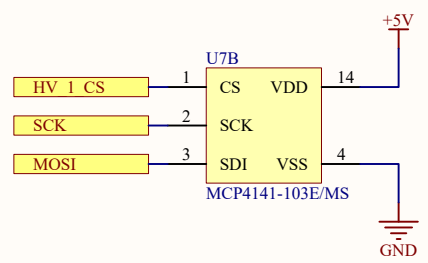 +5V
U7B
HV_1_CS 1 CS VDD 14
SCK 2 SCK
MOSI 3 SDI VSS 4
MCP4141-103E/MS
GND